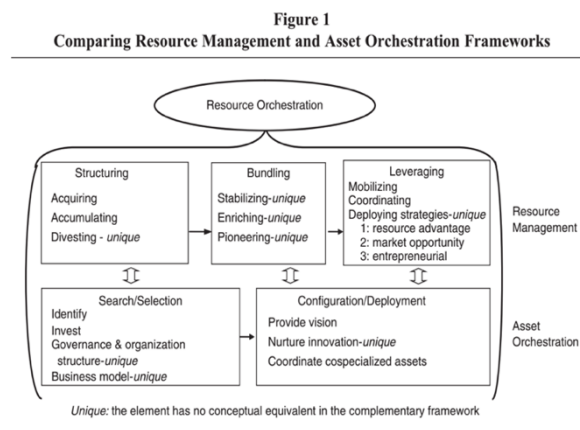 Figure 1
Comparing Resource Management and Asset Orchestration Frameworks
Resource Orchestration
Structuring
Acquiring
Accumulating
Divesting - unique
Bundling
Stabilizing-unique
Enriching-unique
Pioneering-unique
Leveraging
Mobilizing
Coordinating
Deploying strategies-unique
1: resource advantage
2: market opportunity
3: entrepreneurial
Resource
Management
Search/Selection
Identify
Invest
Governance & organization
structure-unique
Business model-unique
Configuration/Deployment
Provide vision
Nurture innovation-unique
Coordinate cospecialized assets
Asset
Orchestration
Unique: the element has no conceptual equivalent in the complementary framework